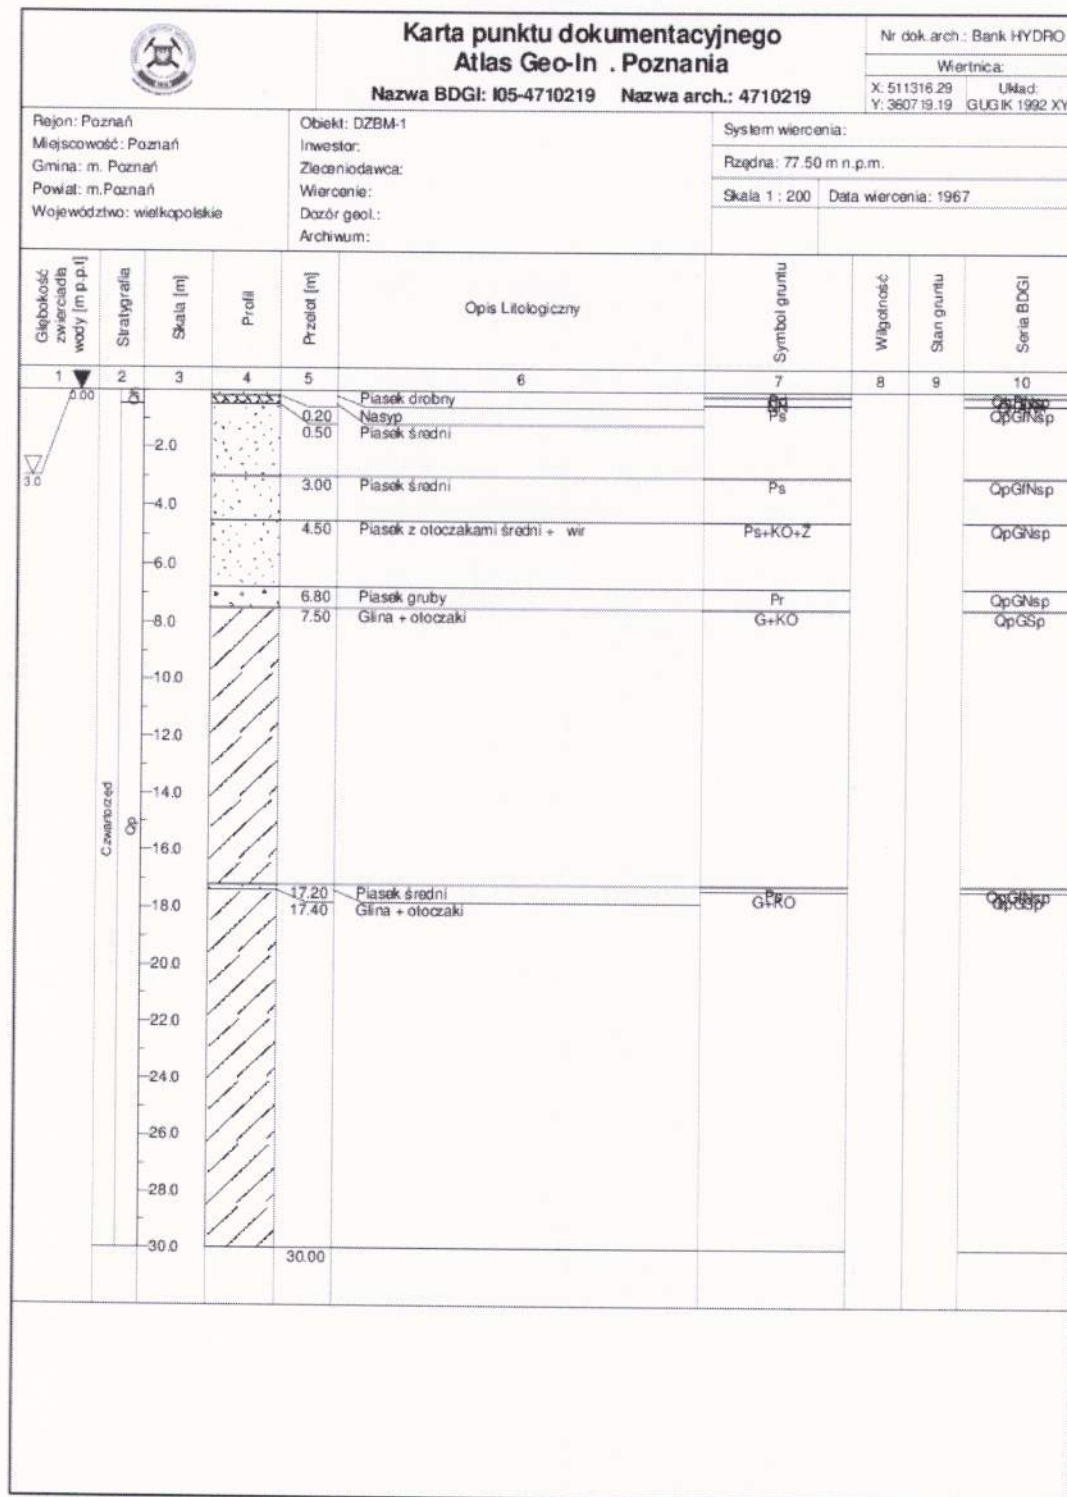 Karta punktu dokumentacyjnego
Atlas Geo-In . Poznania
Nazwa BDGI: I05-4710219 Nazwa arch.: 4710219
Nr dok.arch.: Bank HYDRO
Wiertnica:
X: 511316.29
Y: 360719.19
Układ:
GUGIK 1992 XY
Rejon: Poznań
Miejscowość: Poznań
Gmina: m. Poznań
Powiat: m.Poznań
Województwo: wielkopolskie
Obiekt: DZBM-1
Inwestor:
Zleceniodawca:
Wiercenie:
Dozór geol.:
Archiwum:
System wiercenia:
Rzędna: 77.50 m n.p.m.
Skala 1 : 200 Data wiercenia: 1967
Głębokość zwierciadła wody [m p.p.t]
Stratygrafia
Skala [m]
Profil
Przelot [m]
Opis Litologiczny
Symbol gruntu
Wilgotność
Stan gruntu
Seria BDGI
1 2 3 4 5 6 7 8 9 10
0.00 Piasek drobny
0.20 Nasyp
0.50 Piasek średni Ps QpGfNsp
-2.0
3.0
3.00 Piasek średni Ps QpGfNsp
-4.0
4.50 Piasek z otoczakami średni + wir Ps+KO+Ż QpGNsp
-6.0
6.80 Piasek gruby Pr QpGNsp
7.50 Glina + otoczaki G+KO QpGSp
-8.0
-10.0
-12.0
-14.0
Czwartorzęd
Qp
-16.0
17.20 Piasek średni
17.40 Glina + otoczaki G+KO
-18.0
-20.0
-22.0
-24.0
-26.0
-28.0
-30.0
30.00